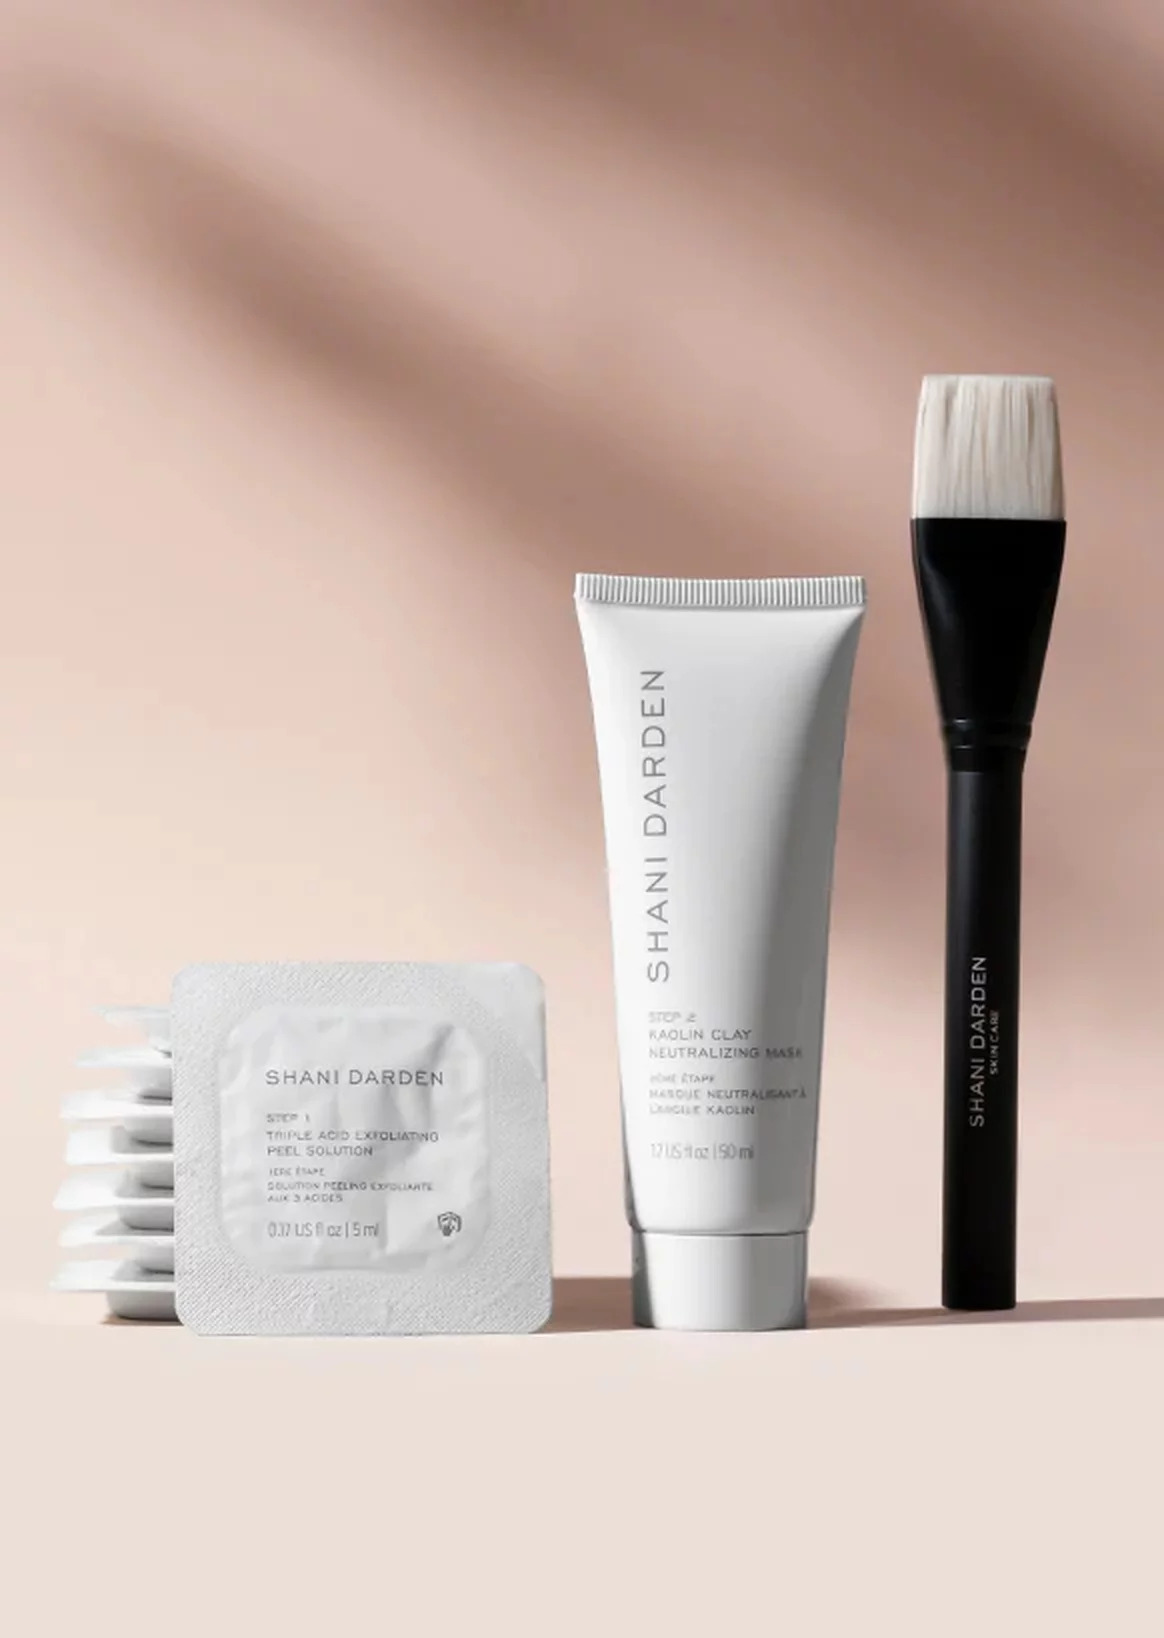 SHANI DARDEN
STEP 1
TRIPLE ACID EXFOLIATING
PEEL SOLUTION
1ÈRE ÉTAPE
SOLUTION PEELING EXFOLIANTE
AUX 3 ACIDES
0.17 US fl oz | 5 ml
SHANI DARDEN
STEP 2
KAOLIN CLAY
NEUTRALIZING MASK
2ÈME ÉTAPE
MASQUE NEUTRALISANT À
L'ARGILE KAOLIN
1.7 US fl oz | 50 ml
SHANI DARDEN
SKIN CARE